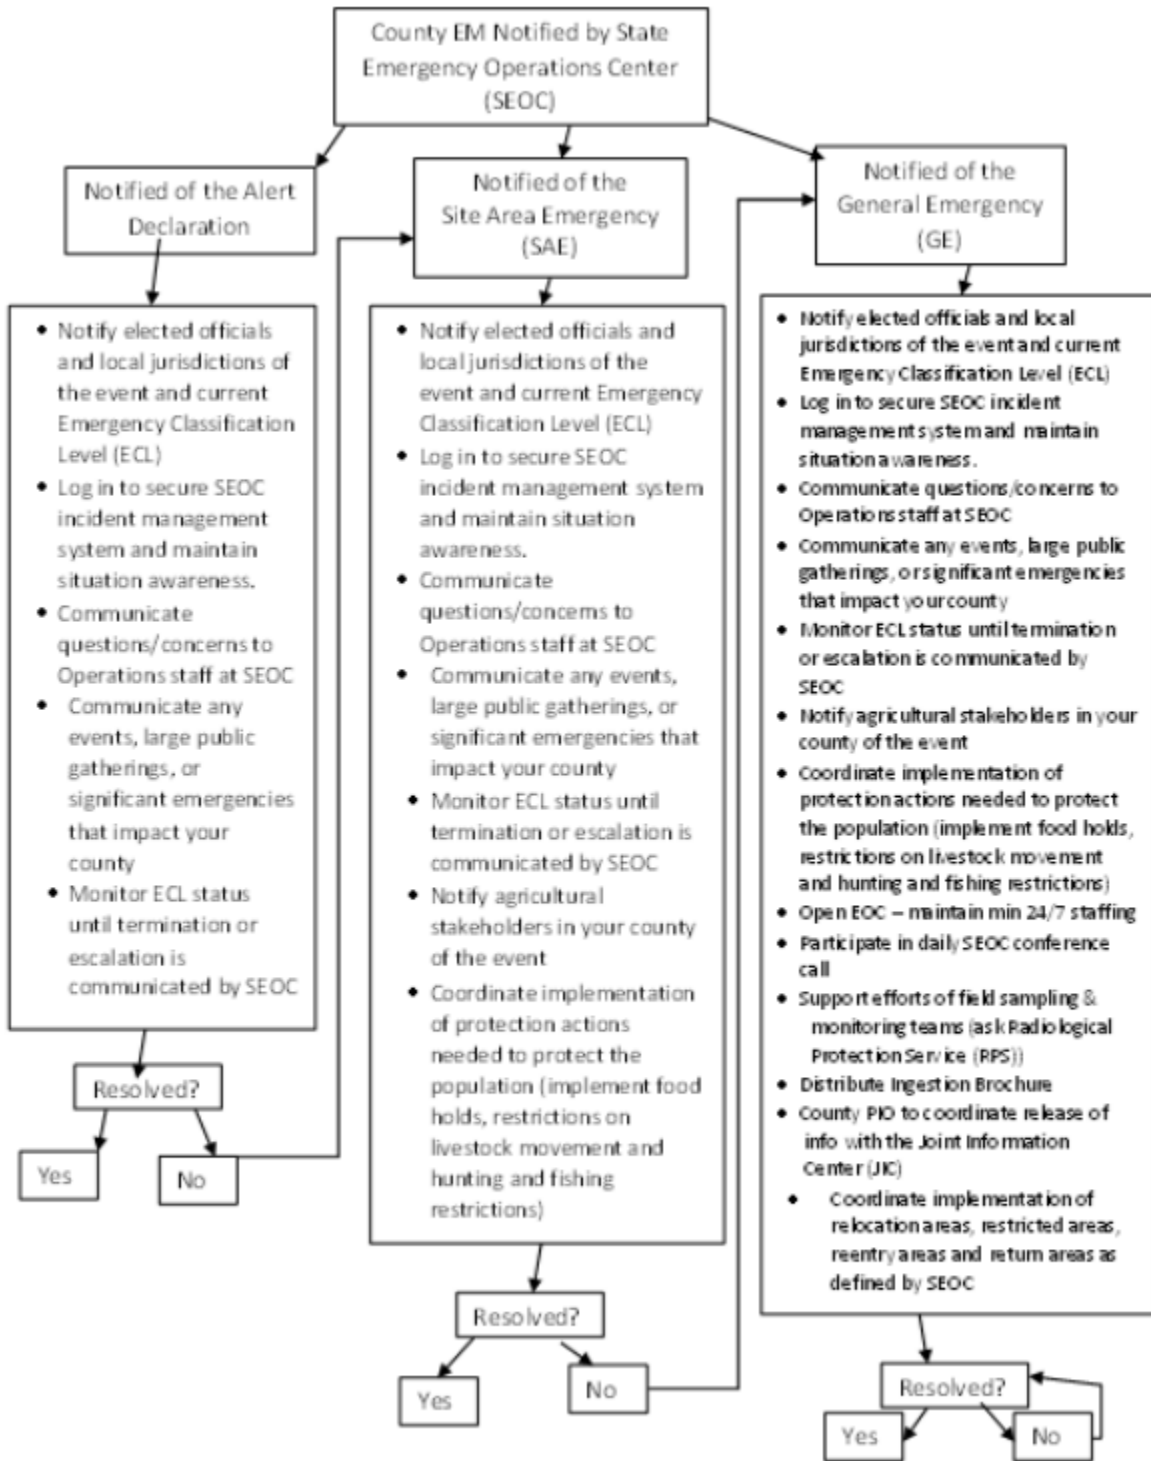 County EM Notified by State
Emergency Operations Center
(SEOC)
Notified of the Alert
Declaration
Notified of the
Site Area Emergency
(SAE)
Notified of the
General Emergency
(GE)
• Notify elected officials
and local jurisdictions of
the event and current
Emergency Classification
Level (ECL)
• Log in to secure SEOC
incident management
system and maintain
situation awareness.
• Communicate
questions/concerns to
Operations staff at SEOC
• Communicate any
events, large public
gatherings, or
significant emergencies
that impact your
county
• Monitor ECL status
until termination or
escalation is
communicated by SEOC
Resolved?
Yes
No
• Notify elected officials and
local jurisdictions of the
event and current Emergency
Classification Level (ECL)
• Log in to secure SEOC
incident management system
and maintain situation
awareness.
• Communicate
questions/concerns to
Operations staff at SEOC
• Communicate any events,
large public gatherings, or
significant emergencies that
impact your county
• Monitor ECL status until
termination or escalation is
communicated by SEOC
• Notify agricultural
stakeholders in your county
of the event
• Coordinate implementation
of protection actions
needed to protect the
population (implement food
holds, restrictions on
livestock movement and
hunting and fishing
restrictions)
Resolved?
Yes
No
• Notify elected officials and local
jurisdictions of the event and current
Emergency Classification Level (ECL)
• Log in to secure SEOC incident
management system and maintain
situation awareness.
• Communicate questions/concerns to
Operations staff at SEOC
• Communicate any events, large public
gatherings, or significant emergencies
that impact your county
• Monitor ECL status until termination
or escalation is communicated by
SEOC
• Notify agricultural stakeholders in your
county of the event
• Coordinate implementation of
protection actions needed to protect
the population (implement food holds,
restrictions on livestock movement
and hunting and fishing restrictions)
• Open EOC – maintain min 24/7 staffing
• Participate in daily SEOC conference
call
• Support efforts of field sampling &
monitoring teams (ask Radiological
Protection Service (RPS))
• Distribute Ingestion Brochure
• County PIO to coordinate release of
info with the Joint Information
Center (JIC)
• Coordinate implementation of
relocation areas, restricted areas,
reentry areas and return areas as
defined by SEOC
Resolved?
Yes
No